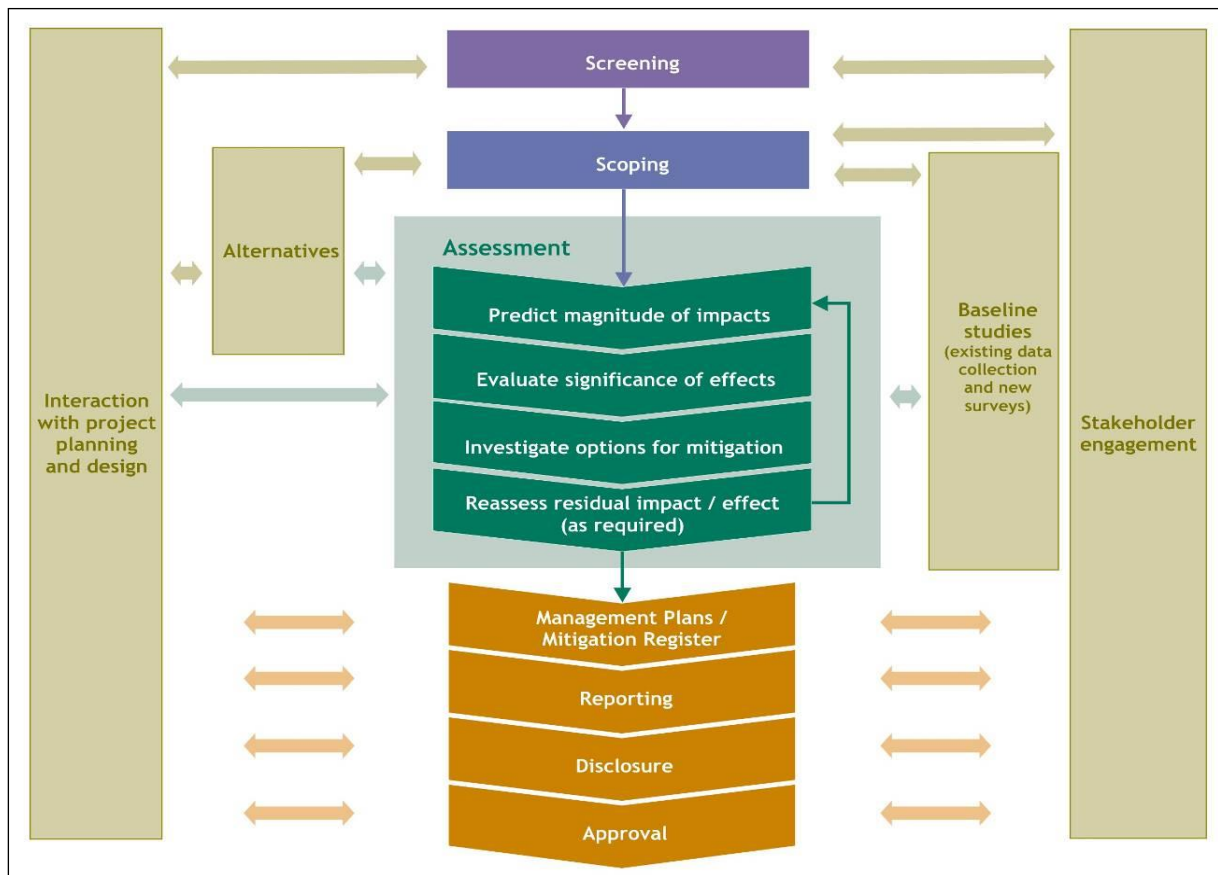 Screening
Scoping
Alternatives
Assessment
Predict magnitude of impacts
Evaluate significance of effects
Investigate options for mitigation
Reassess residual impact / effect
(as required)
Interaction
with project
planning
and design
Baseline
studies
(existing data
collection
and new
surveys)
Stakeholder
engagement
Management Plans /
Mitigation Register
Reporting
Disclosure
Approval